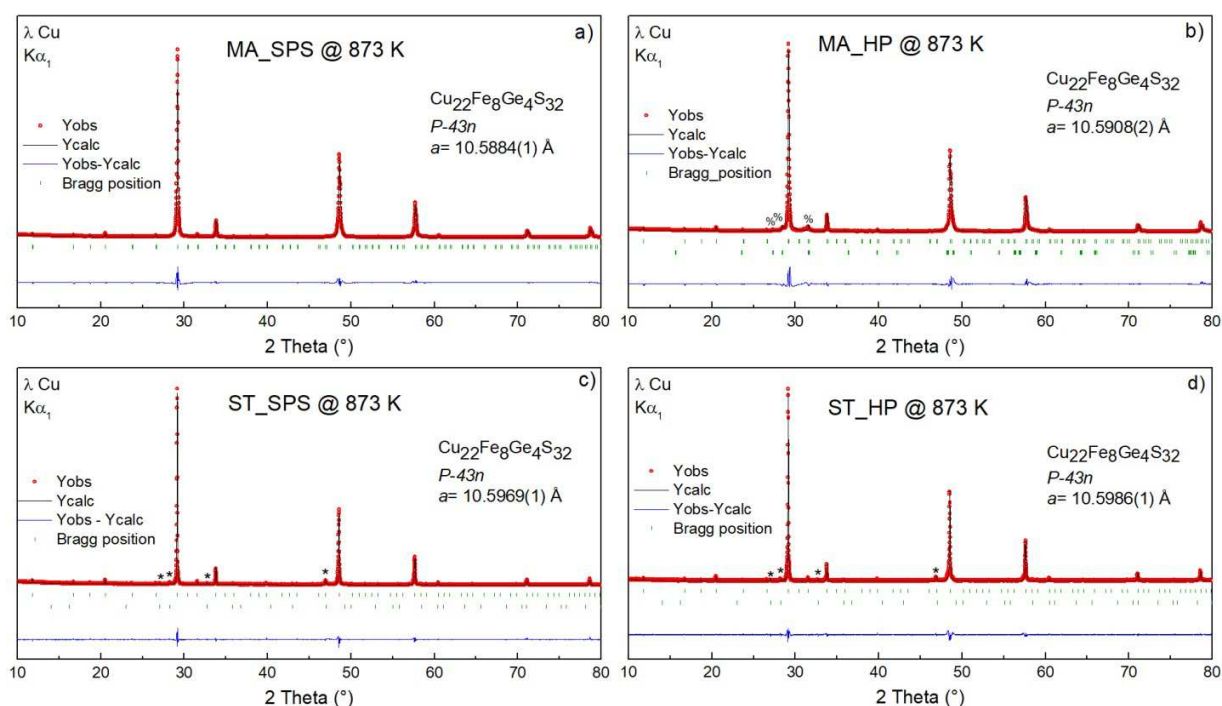 λ Cu
Kα1
MA_SPS @ 873 K
a)
Cu22Fe8Ge4S32
P-43n
a= 10.5884(1) Å
Yobs
Ycalc
Yobs-Ycalc
Bragg position
10 20 30 40 50 60 70 80
2 Theta (°)
λ Cu
Kα1
MA_HP @ 873 K
b)
Cu22Fe8Ge4S32
P-43n
a= 10.5908(2) Å
Yobs
Ycalc
Yobs-Ycalc
Bragg_position
% % %
10 20 30 40 50 60 70 80
2 Theta (°)
λ Cu
Kα1
ST_SPS @ 873 K
c)
Cu22Fe8Ge4S32
P-43n
a= 10.5969(1) Å
Yobs
Ycalc
Yobs - Ycalc
Bragg position
* * * *
10 20 30 40 50 60 70 80
2 Theta (°)
λ Cu
Kα1
ST_HP @ 873 K
d)
Cu22Fe8Ge4S32
P-43n
a= 10.5986(1) Å
Yobs
Ycalc
Yobs-Ycalc
Bragg position
* * * *
10 20 30 40 50 60 70 80
2 Theta (°)